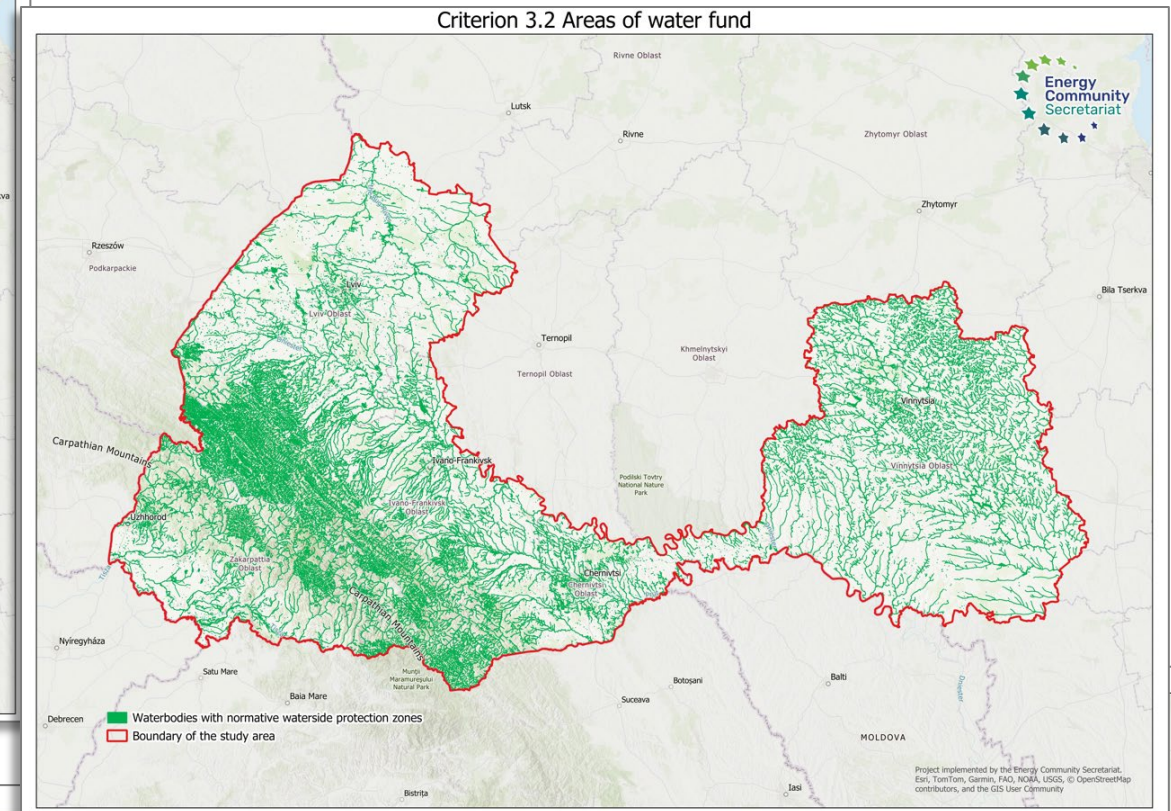 Criterion 3.2 Areas of water fund
Rivne Oblast
Energy
Community
Secretariat
Lutsk
Rivne
Zhytomyr Oblast
Zhytomyr
Rzeszów
Podkarpackie
Lviv
Lviv Oblast
Bila Tserkva
Ternopil
Khmelnytskyi
Oblast
Ternopil Oblast
Vinnytsia
Carpathian Mountains
Ivano-Frankivsk
Vinnytsia Oblast
Podilski Tovtry
National Nature
Park
Ivano-Frankivsk
Oblast
Uzhhorod
Zakarpattia
Oblast
Chernivtsi
Chernivtsi
Oblast
Carpathian Mountains
Nyíregyháza
Satu Mare
Munții
Maramureșului
Natural Park
Botoșani
Balti
Baia Mare
Suceava
Dniester
Debrecen
Waterbodies with normative waterside protection zones
Boundary of the study area
MOLDOVA
Project implemented by the Energy Community Secretariat.
Esri, TomTom, Garmin, FAO, NOAA, USGS, © OpenStreetMap
contributors, and the GIS User Community
Iasi
Bistrița